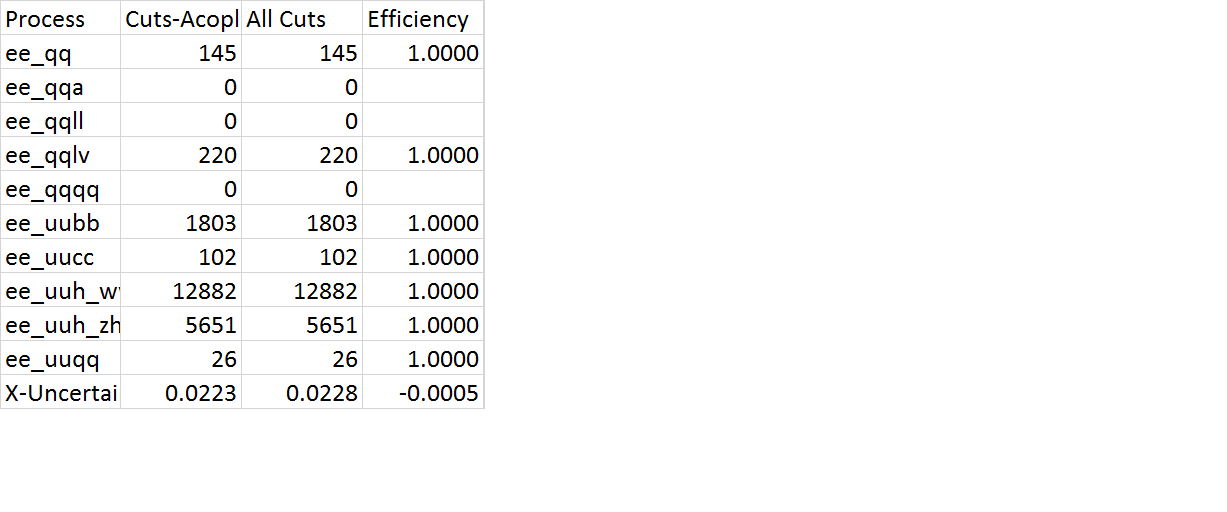 Process Cuts-Acopl All Cuts Efficiency
ee_qq 145 145 1.0000
ee_qqa 0 0
ee_qqll 0 0
ee_qqlv 220 220 1.0000
ee_qqqq 0 0
ee_uubb 1803 1803 1.0000
ee_uucc 102 102 1.0000
ee_uuh_w 12882 12882 1.0000
ee_uuh_zh 5651 5651 1.0000
ee_uuqq 26 26 1.0000
X-Uncertai 0.0223 0.0228 -0.0005